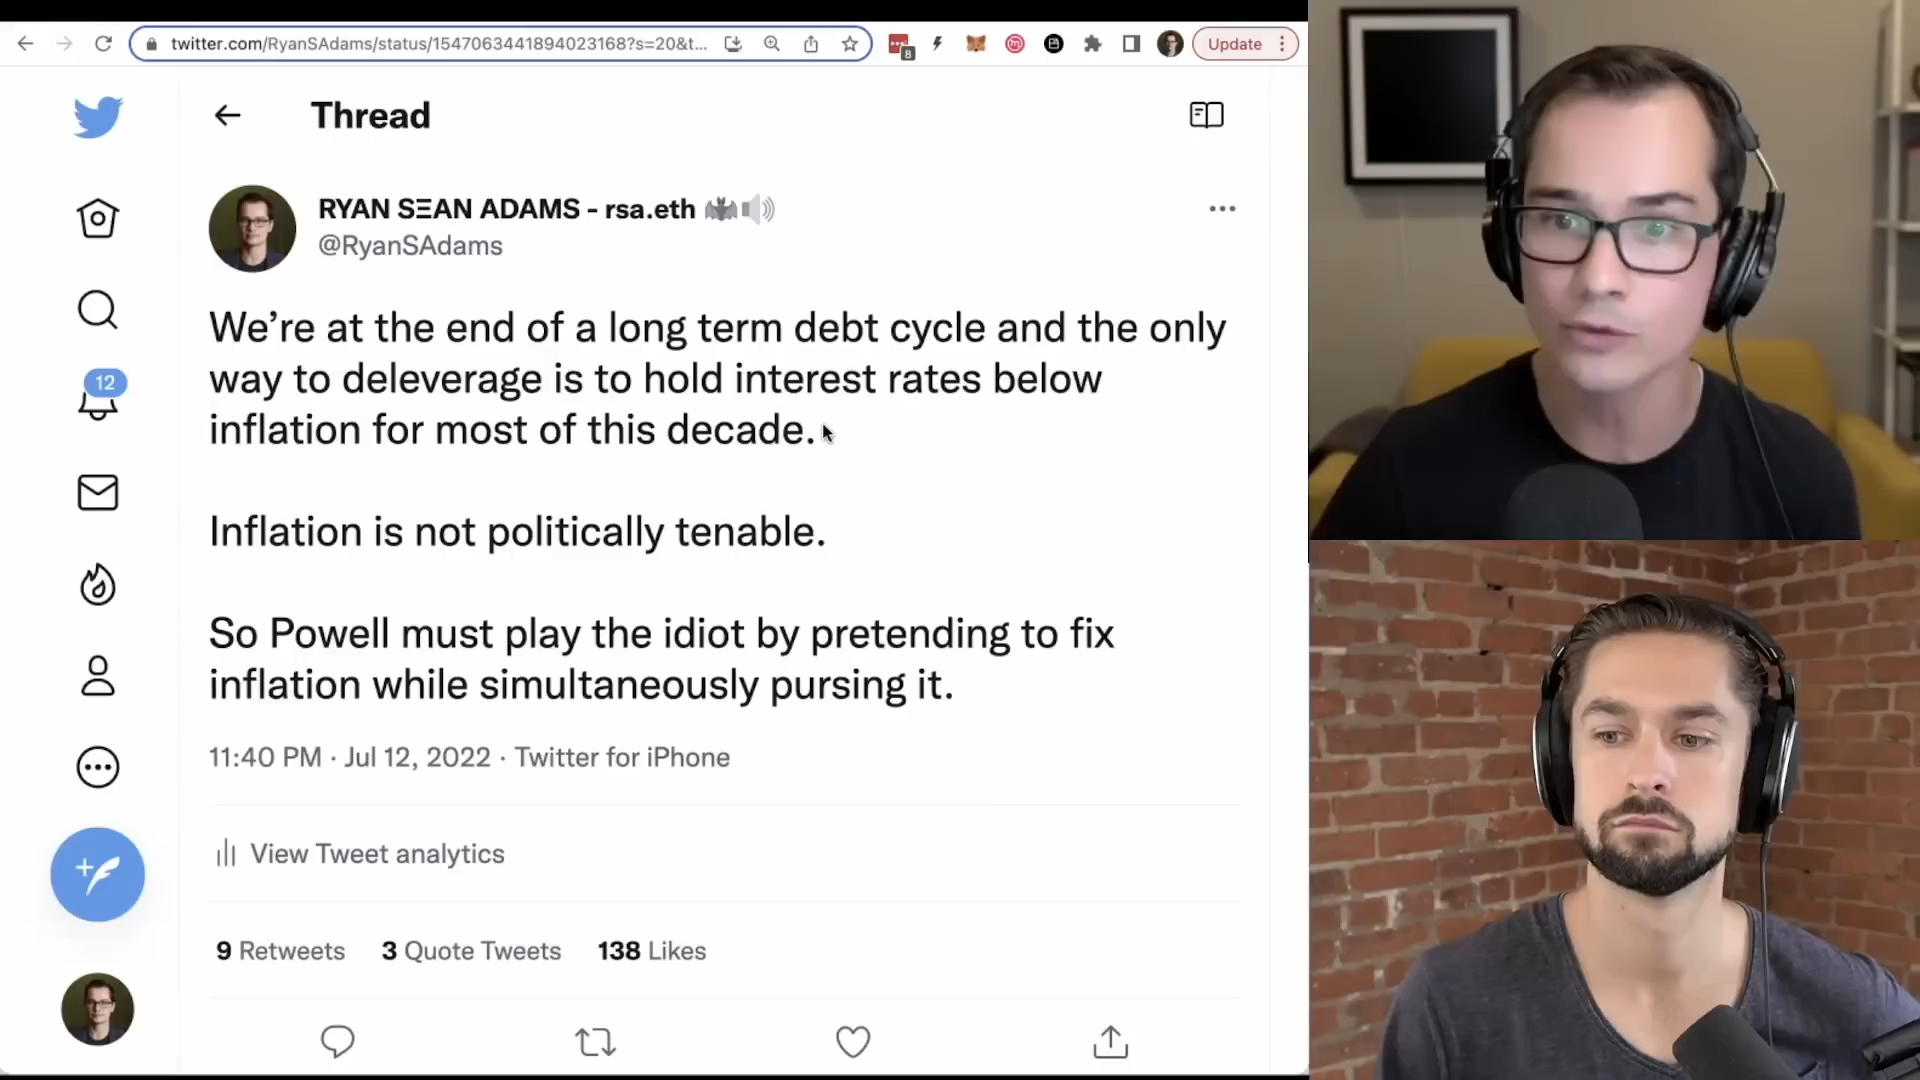 twitter.com/RyanSAdams/status/1547063441894023168?s=20&t...
8
Update
Thread
RYAN SΞAN ADAMS - rsa.eth 🦇🔊
@RyanSAdams
12
We’re at the end of a long term debt cycle and the only
way to deleverage is to hold interest rates below
inflation for most of this decade.
Inflation is not politically tenable.
So Powell must play the idiot by pretending to fix
inflation while simultaneously pursing it.
11:40 PM · Jul 12, 2022 · Twitter for iPhone
View Tweet analytics
9 Retweets 3 Quote Tweets 138 Likes